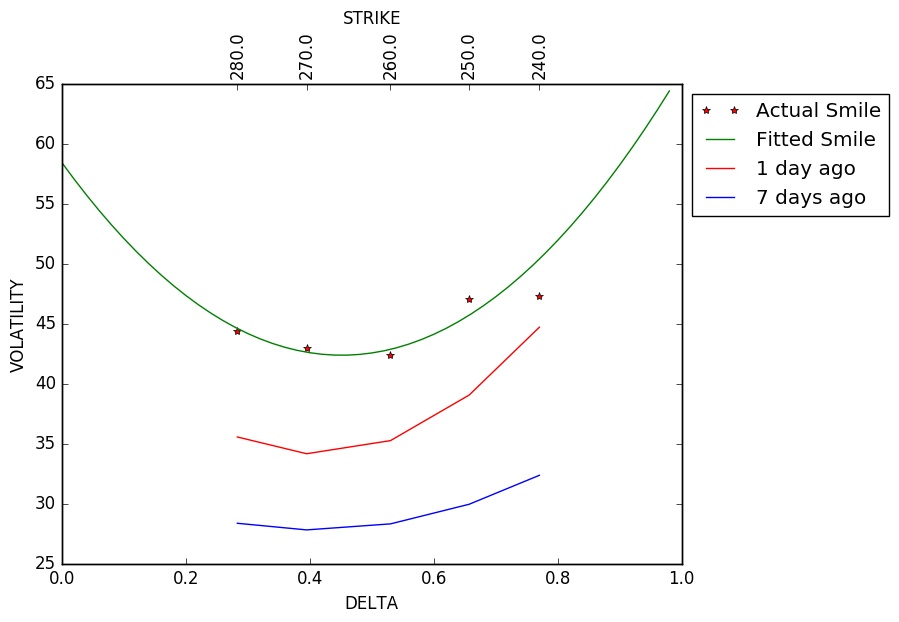 STRIKE
280.0 270.0 260.0 250.0 240.0
65
60
55
50
45
40
35
30
25
VOLATILITY
0.0 0.2 0.4 0.6 0.8 1.0
DELTA
Actual Smile
Fitted Smile
1 day ago
7 days ago